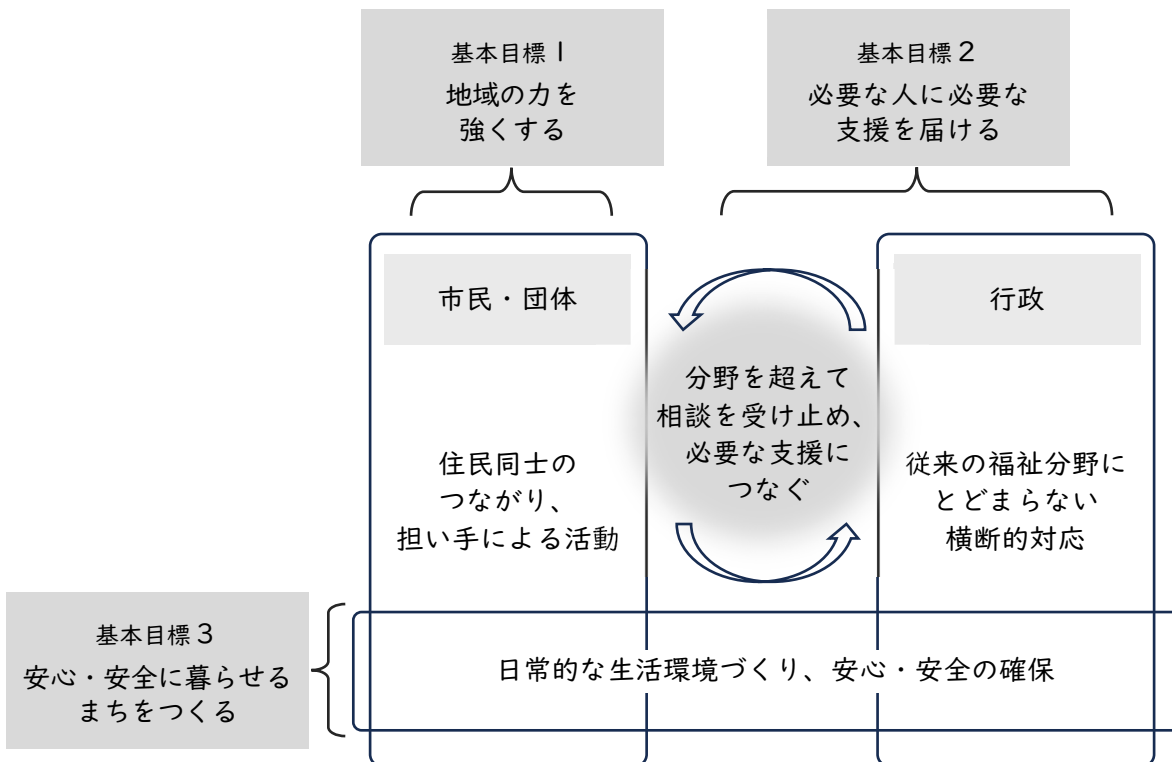 基本目標1
地域の力を
強くする
基本目標2
必要な人に必要な
支援を届ける
市民・団体
行政
分野を超えて
相談を受け止め、
必要な支援に
つなぐ
住民同士の
つながり、
担い手による活動
従来の福祉分野に
とどまらない
横断的対応
基本目標3
安心・安全に暮らせる
まちをつくる
日常的な生活環境づくり、安心・安全の確保